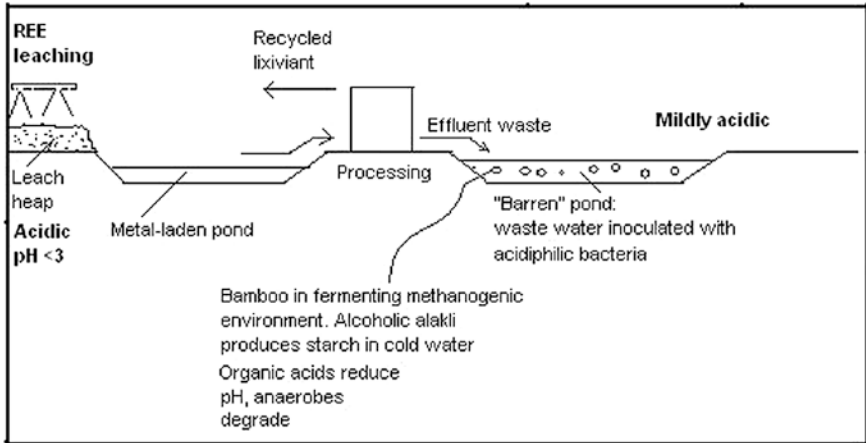 REE
leaching
Recycled
lixiviant
Effluent waste
Mildly acidic
Leach
heap
Acidic
pH <3
Metal-laden pond
Processing
"Barren" pond:
waste water inoculated with
acidiphilic bacteria
Bamboo in fermenting methanogenic
environment. Alcoholic alakli
produces starch in cold water
Organic acids reduce
pH, anaerobes
degrade